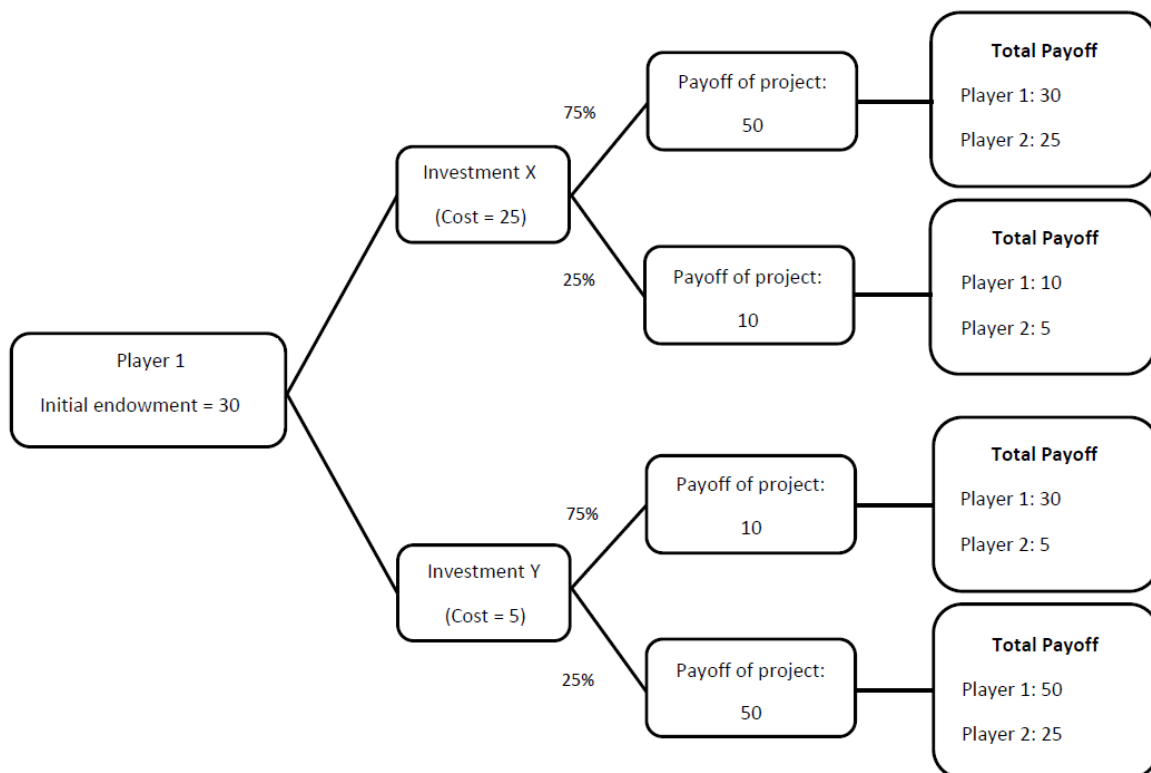 Player 1
Initial endowment = 30
Investment X
(Cost = 25)
75%
Payoff of project:
50
Total Payoff
Player 1: 30
Player 2: 25
25%
Payoff of project:
10
Total Payoff
Player 1: 10
Player 2: 5
Investment Y
(Cost = 5)
75%
Payoff of project:
10
Total Payoff
Player 1: 30
Player 2: 5
25%
Payoff of project:
50
Total Payoff
Player 1: 50
Player 2: 25